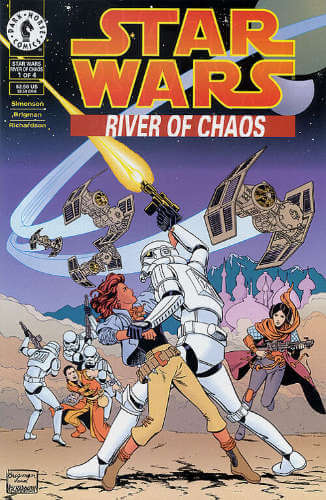 DARK HORSE COMICS
STAR WARS
RIVER OF CHAOS
1 OF 4
$2.50 US
Simonson
Brigman
Richardson
STAR
WARS
RIVER OF CHAOS